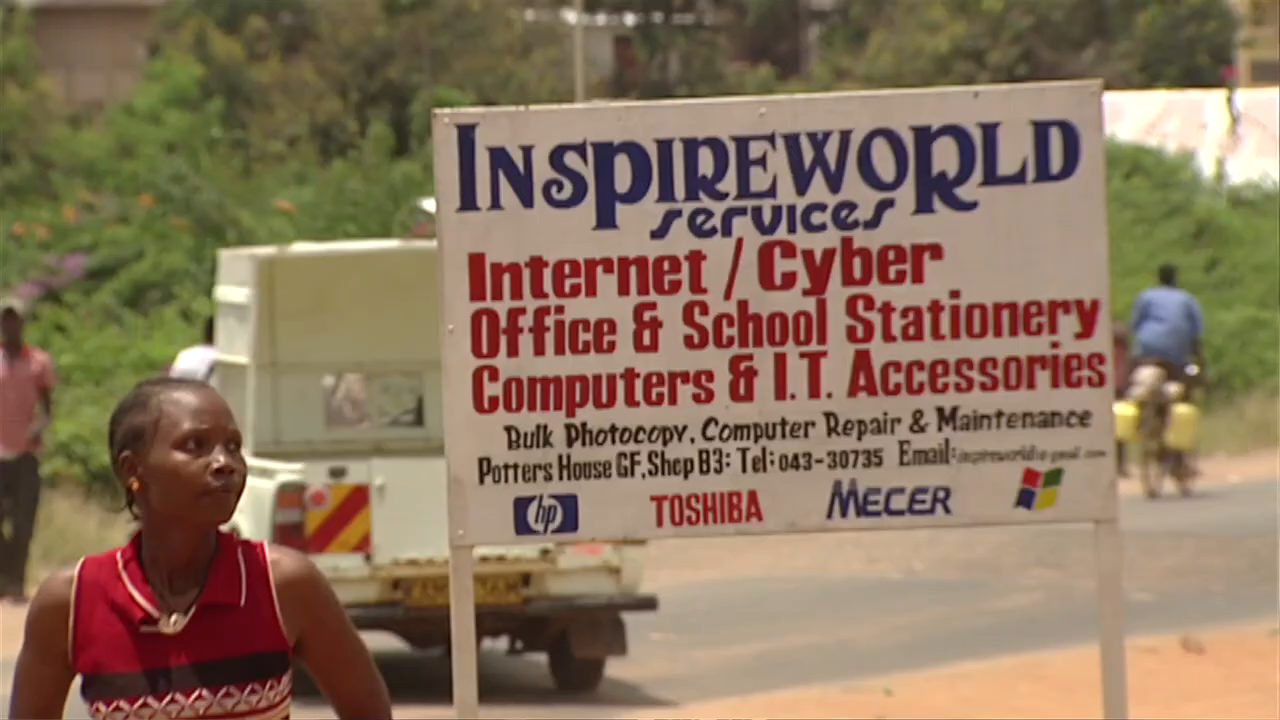 INSPIREWORLD
services
Internet / Cyber
Office & School Stationery
Computers & I.T. Accessories
Bulk Photocopy, Computer Repair & Maintenance
Potters House GF, Shop B3: Tel: 043-30735 Email:
hp TOSHIBA MECER